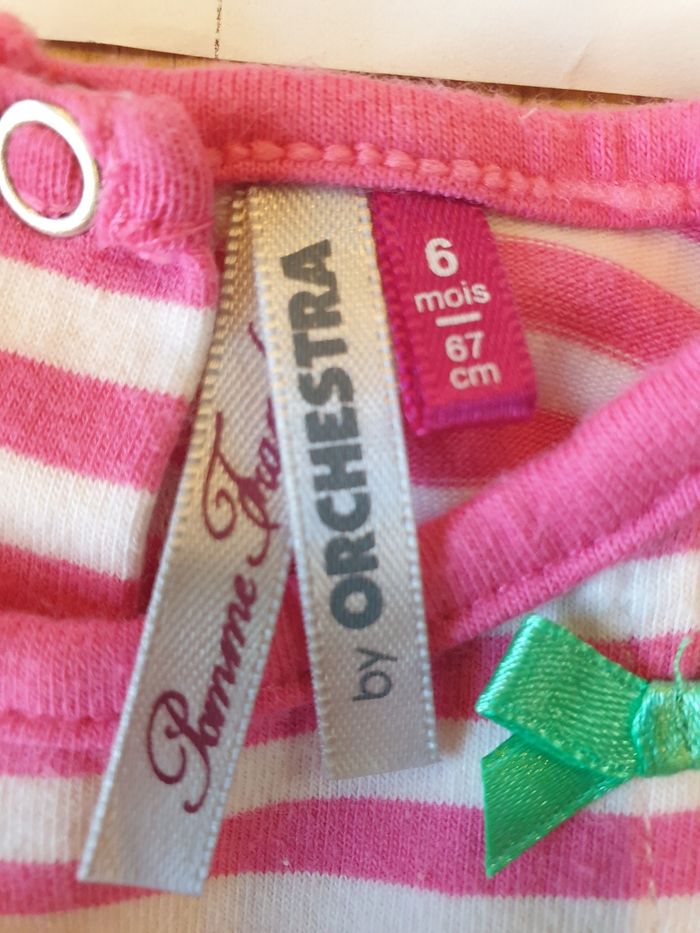 Pomme
by ORCHESTRA
6
mois
67
cm